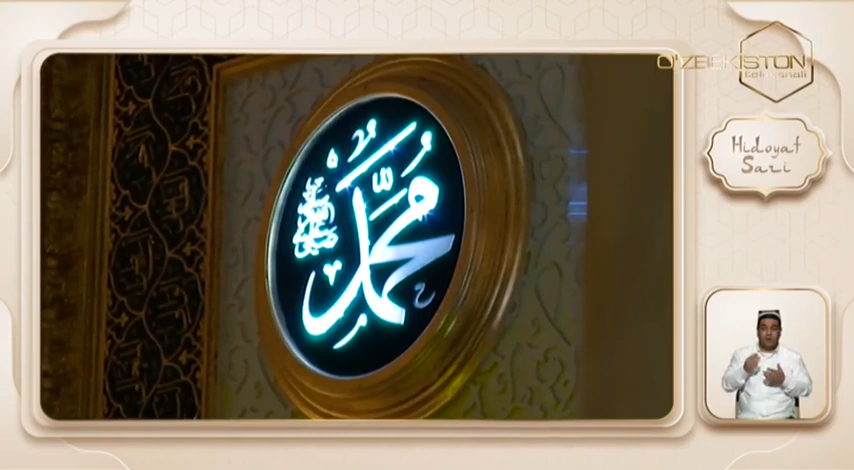 محمد
O'ZBEKISTON
telekanali
Hidoyat
Sari